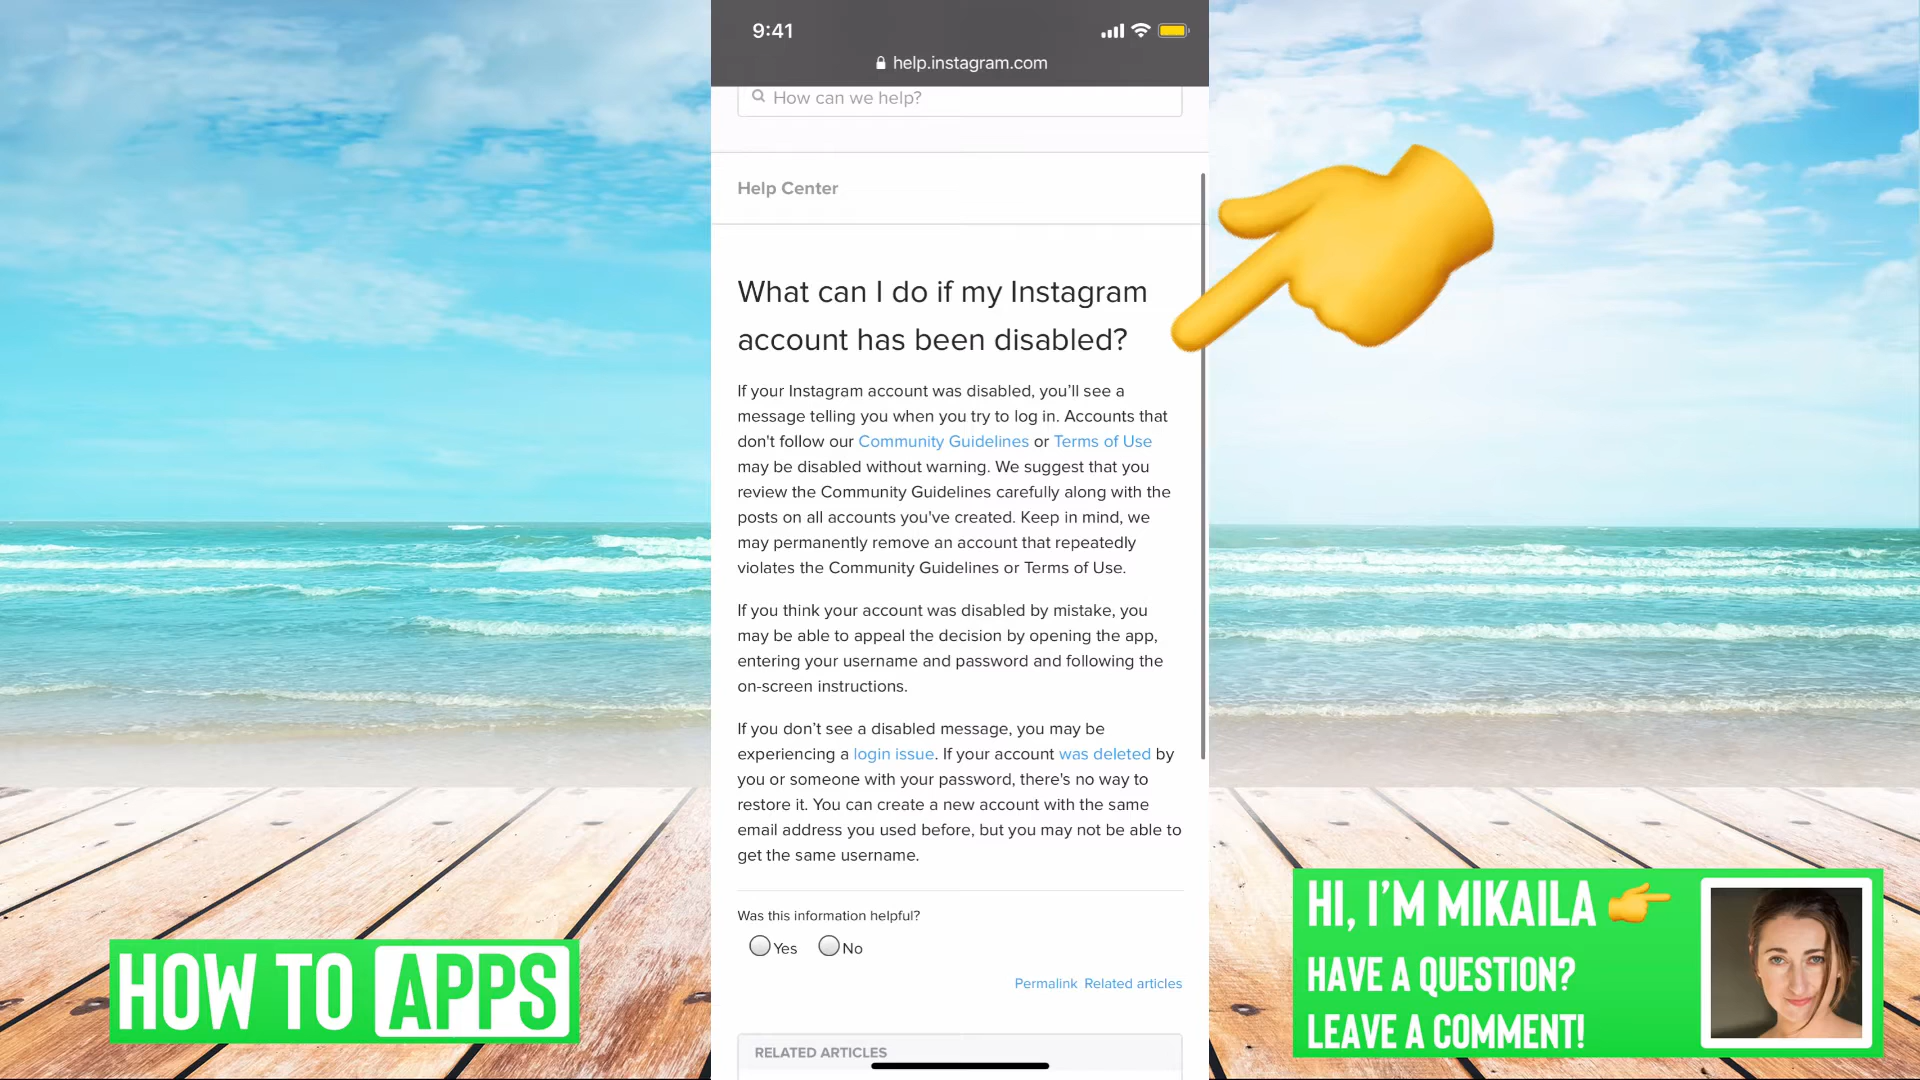 9:41
help.instagram.com
How can we help?
Help Center
What can I do if my Instagram
account has been disabled?
If your Instagram account was disabled, you’ll see a
message telling you when you try to log in. Accounts that
don't follow our Community Guidelines or Terms of Use
may be disabled without warning. We suggest that you
review the Community Guidelines carefully along with the
posts on all accounts you've created. Keep in mind, we
may permanently remove an account that repeatedly
violates the Community Guidelines or Terms of Use.
If you think your account was disabled by mistake, you
may be able to appeal the decision by opening the app,
entering your username and password and following the
on-screen instructions.
If you don’t see a disabled message, you may be
experiencing a login issue. If your account was deleted by
you or someone with your password, there's no way to
restore it. You can create a new account with the same
email address you used before, but you may not be able to
get the same username.
Was this information helpful?
Yes No
Permalink Related articles
RELATED ARTICLES
HOW TO APPS
HI, I’M MIKAILA
HAVE A QUESTION?
LEAVE A COMMENT!